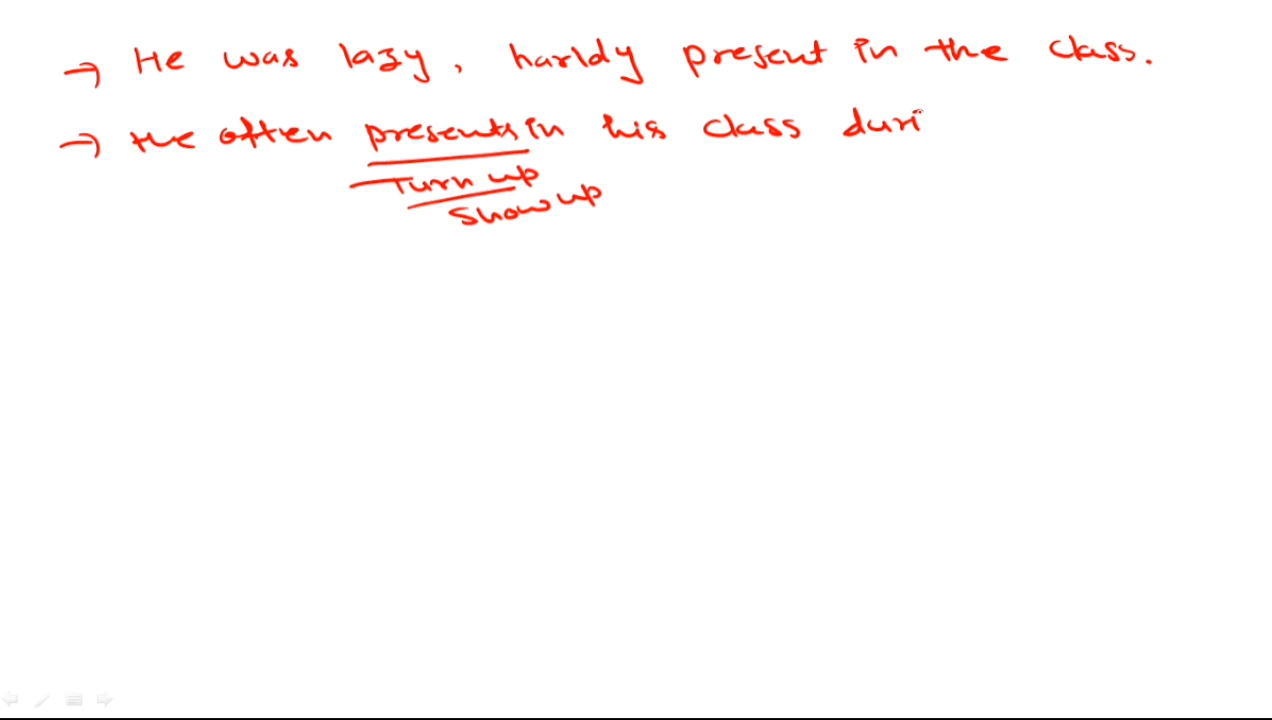 → He was lazy, harldy present in the class.
→ He often presents in his class duri
Turn up
Show up